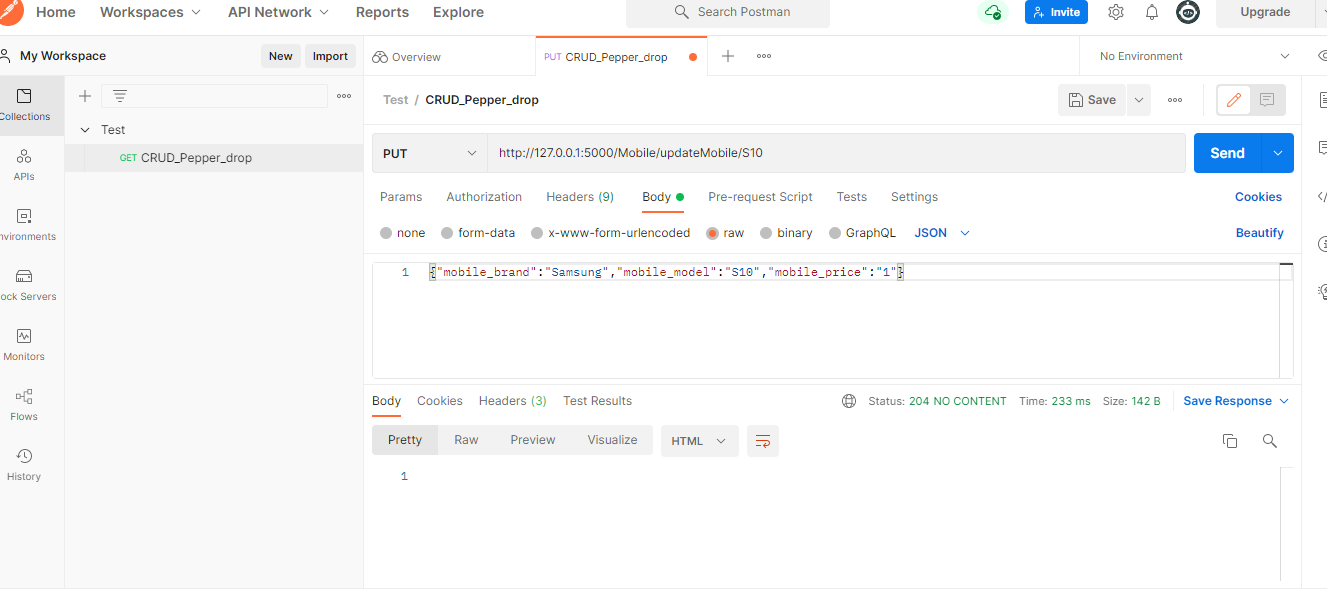 Home Workspaces API Network Reports Explore Search Postman Invite Upgrade
My Workspace New Import Overview PUT CRUD_Pepper_drop No Environment
Collections
Test / CRUD_Pepper_drop Save
Test
GET CRUD_Pepper_drop
PUT http://127.0.0.1:5000/Mobile/updateMobile/S10 Send
APIs
Params Authorization Headers (9) Body Pre-request Script Tests Settings Cookies
nvironments
none form-data x-www-form-urlencoded raw binary GraphQL JSON Beautify
1 {"mobile_brand":"Samsung","mobile_model":"S10","mobile_price":"1"}
ock Servers
Monitors
Flows
Body Cookies Headers (3) Test Results Status: 204 NO CONTENT Time: 233 ms Size: 142 B Save Response
Pretty Raw Preview Visualize HTML
History
1